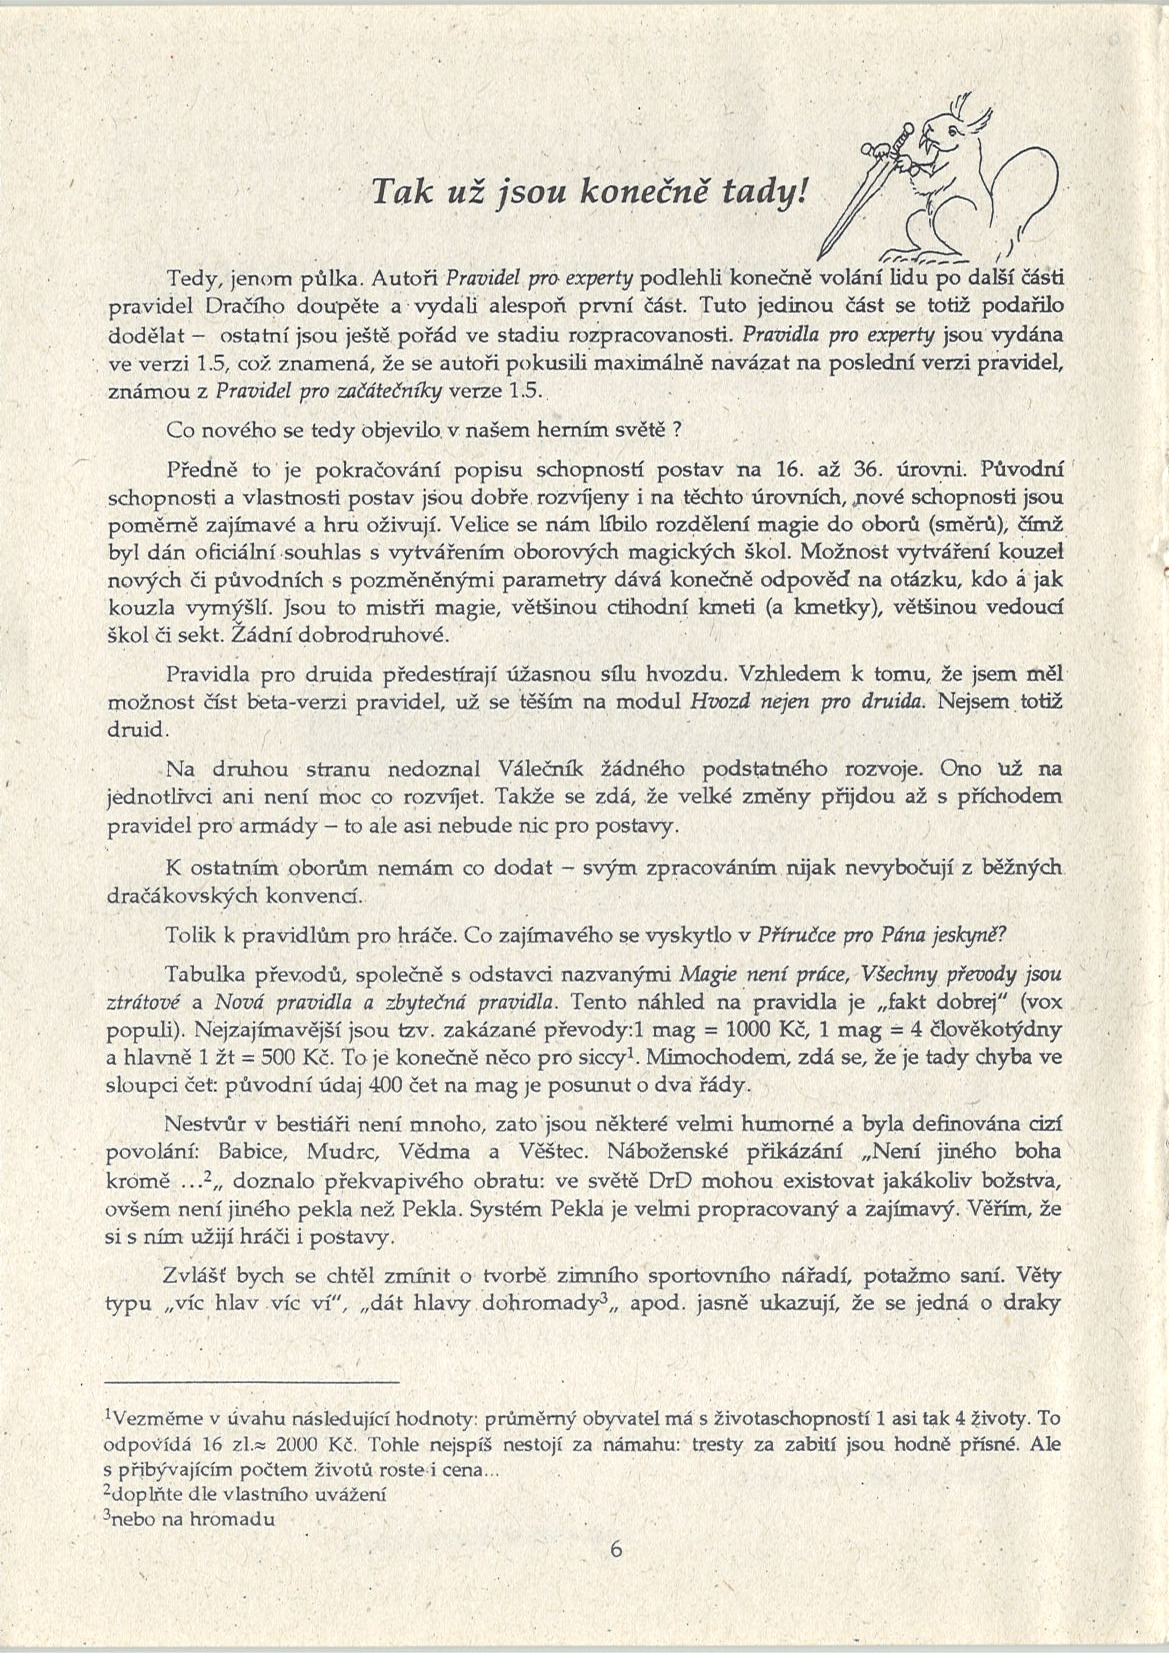 Tak už jsou konečně tady!
Tedy, jenom půlka. Autoři Pravidel pro experty podlehli konečně volání lidu po další části
pravidel Dračího doupěte a vydali alespoň první část. Tuto jedinou část se totiž podařilo
dodělat – ostatní jsou ještě pořád ve stadiu rozpracovanosti. Pravidla pro experty jsou vydána
ve verzi 1.5, což znamená, že se autoři pokusili maximálně navázat na poslední verzi pravidel,
známou z Pravidel pro začátečníky verze 1.5.
Co nového se tedy objevilo v našem herním světě ?
Předně to je pokračování popisu schopností postav na 16. až 36. úrovni. Původní
schopnosti a vlastnosti postav jsou dobře rozvíjeny i na těchto úrovních, nové schopnosti jsou
poměrně zajímavé a hru oživují. Velice se nám líbilo rozdělení magie do oborů (směrů), čímž
byl dán oficiální souhlas s vytvářením oborových magických škol. Možnost vytváření kouzel
nových či původních s pozměněnými parametry dává konečně odpověď na otázku, kdo a jak
kouzla vymýšlí. Jsou to mistři magie, většinou ctihodní kmeti (a kmetky), většinou vedoucí
škol či sekt. Žádní dobrodruhové.
Pravidla pro druida předestírají úžasnou sílu hvozdu. Vzhledem k tomu, že jsem měl
možnost číst beta-verzi pravidel, už se těším na modul Hvozd nejen pro druida. Nejsem totiž
druid.
Na druhou stranu nedoznal Válečník žádného podstatného rozvoje. Ono už na
jednotlivci ani není moc co rozvíjet. Takže se zdá, že velké změny přijdou až s příchodem
pravidel pro armády – to ale asi nebude nic pro postavy.
K ostatním oborům nemám co dodat – svým zpracováním nijak nevybočují z běžných
dračákovských konvencí.
Tolik k pravidlům pro hráče. Co zajímavého se vyskytlo v Příručce pro Pána jeskyně?
Tabulka převodů, společně s odstavci nazvanými Magie není práce, Všechny převody jsou
ztrátové a Nová pravidla a zbytečná pravidla. Tento náhled na pravidla je „fakt dobrej“ (vox
populi). Nejzajímavější jsou tzv. zakázané převody:1 mag = 1000 Kč, 1 mag = 4 člověkotýdny
a hlavně 1 žt = 500 Kč. To je konečně něco pro siccy¹. Mimochodem, zdá se, že je tady chyba ve
sloupci čet: původní údaj 400 čet na mag je posunut o dva řády.
Nestvůr v bestiáři není mnoho, zato jsou některé velmi humorné a byla definována cizí
povolání: Babice, Mudrc, Vědma a Věštec. Náboženské přikázání „Není jiného boha
kromě ...²„ doznalo překvapivého obratu: ve světě DrD mohou existovat jakákoliv božstva,
ovšem není jiného pekla než Pekla. Systém Pekla je velmi propracovaný a zajímavý. Věřím, že
si s ním užijí hráči i postavy.
Zvlášť bych se chtěl zmínit o tvorbě zimního sportovního nářadí, potažmo saní. Věty
typu „víc hlav víc ví“, „dát hlavy dohromady³„ apod. jasně ukazují, že se jedná o draky
¹Vezměme v úvahu následující hodnoty: průměrný obyvatel má s životaschopností 1 asi tak 4 životy. To
odpovídá 16 zl.≈ 2000 Kč. Tohle nejspíš nestojí za námahu: tresty za zabití jsou hodně přísné. Ale
s přibývajícím počtem životů roste i cena...
²doplňte dle vlastního uvážení
³nebo na hromadu
6